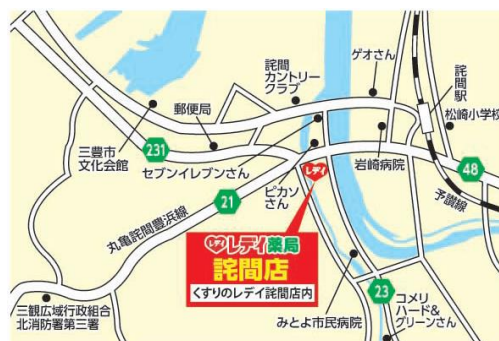 ゲオさん
詫間
カントリー
クラブ
詫間駅
松崎小学校
郵便局
三豊市
文化会館
231
セブンイレブンさん
ピカソ
さん
レディ
岩崎病院
48
予讃線
21
丸亀詫間豊浜線
レディ薬局
詫間店
くすりのレディ詫間店内
三観広域行政組合
北消防署第三署
みとよ市民病院
23
コメリ
ハード&
グリーンさん